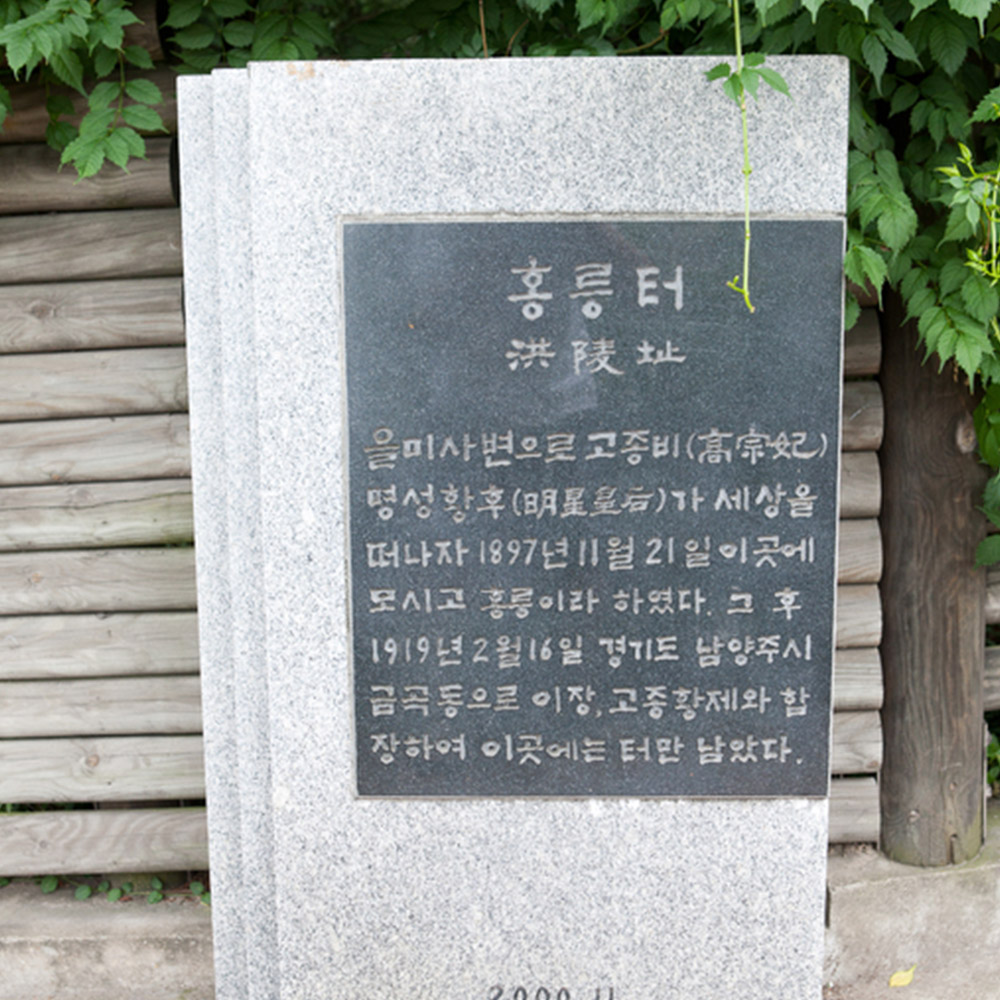 홍릉터
洪陵址
을미사변으로 고종비(高宗妃)
명성황후(明星皇后)가 세상을
떠나자 1897년 11월 21일 이곳에
모시고 홍릉이라 하였다. 그 후
1919년 2월 16일 경기도 남양주시
금곡동으로 이장, 고종황제와 합
장하여 이곳에는 터만 남았다.
2000. 11